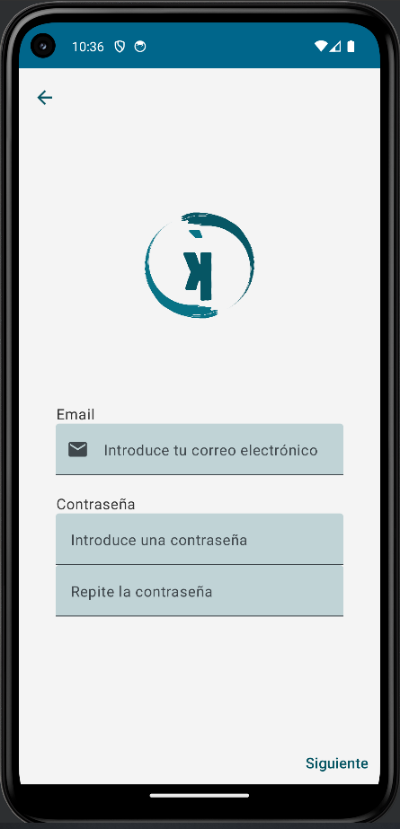 10:36
Email
Introduce tu correo electrónico
Contraseña
Introduce una contraseña
Repite la contraseña
Siguiente